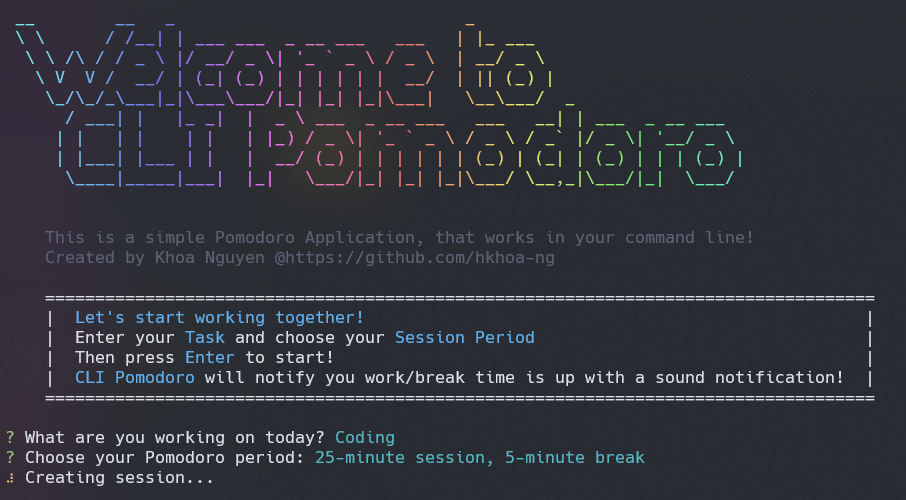 Welcome to
CLI Pomodoro
This is a simple Pomodoro Application, that works in your command line!
Created by Khoa Nguyen @https://github.com/hkhoa-ng
Let's start working together!
Enter your Task and choose your Session Period
Then press Enter to start!
CLI Pomodoro will notify you work/break time is up with a sound notification!
? What are you working on today? Coding
? Choose your Pomodoro period: 25-minute session, 5-minute break
Creating session...